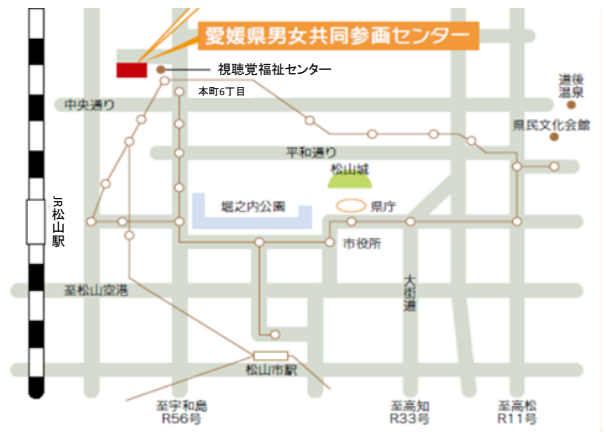 愛媛県男女共同参画センター
視聴覚福祉センター
本町6丁目
中央通り
道後
温泉
県民文化会館
平和通り
松山城
JR松山駅
堀之内公園
県庁
市役所
大街道
至松山空港
松山市駅
至宇和島
R56号
至高知
R33号
至高松
R11号